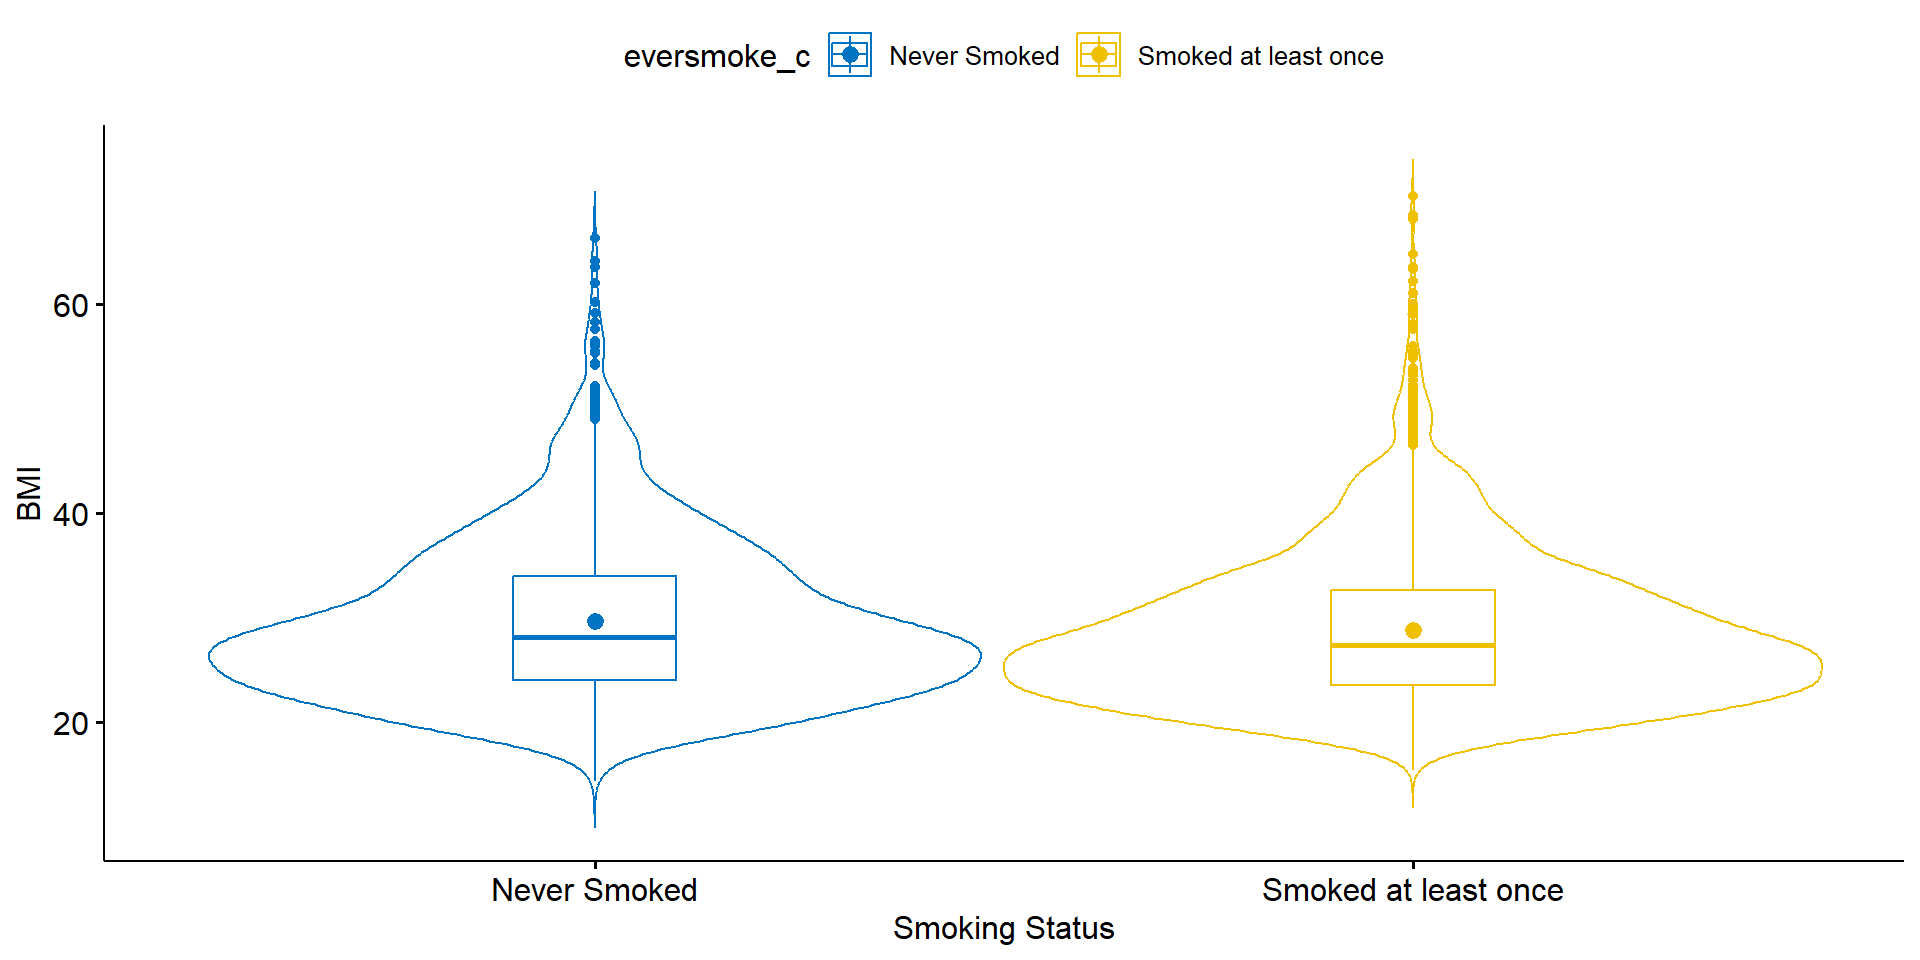 eversmoke_c Never Smoked Smoked at least once
60
40
20
BMI
Never Smoked Smoked at least once
Smoking Status